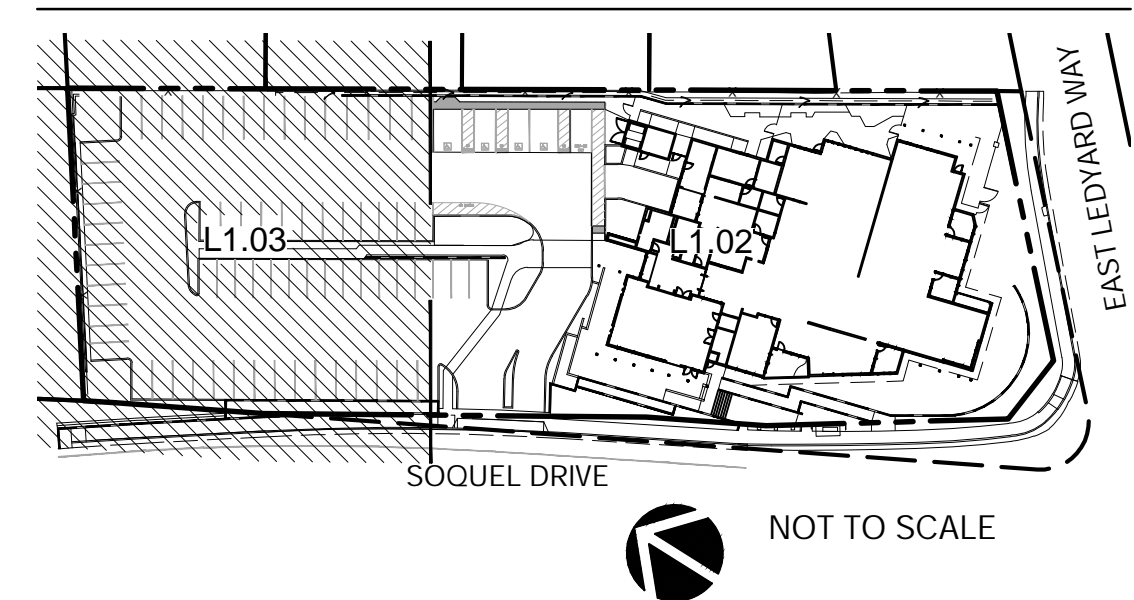 EAST LEDYARD WAY
L1.03
L1.02
SOQUEL DRIVE
NOT TO SCALE